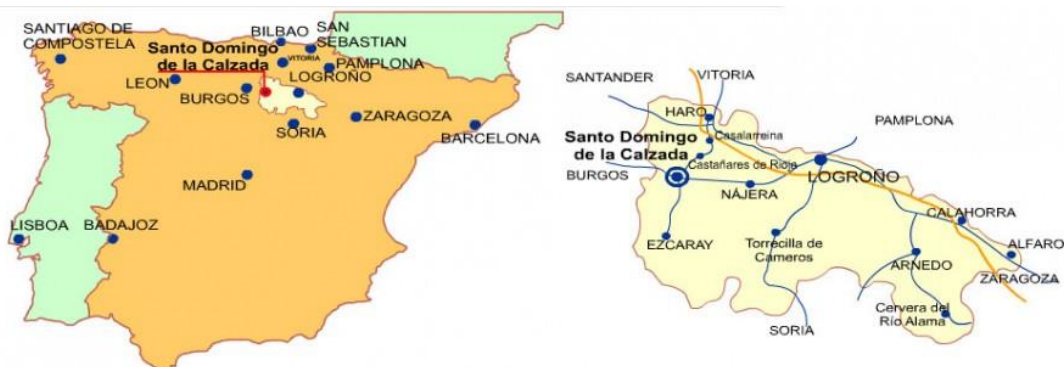 SANTIAGO DE
COMPOSTELA
BILBAO
SAN
SEBASTIAN
Santo Domingo
de la Calzada
VITORIA
PAMPLONA
LEON
LOGROÑO
BURGOS
SORIA
ZARAGOZA
BARCELONA
MADRID
LISBOA
BADAJOZ
SANTANDER
VITORIA
HARO
PAMPLONA
Casalarreina
Santo Domingo
de la Calzada
Castañares de Rioja
BURGOS
LOGROÑO
NÁJERA
CALAHORRA
EZCARAY
Torrecilla de
Cameros
ALFARO
ARNEDO
ZARAGOZA
Cervera del
Río Alama
SORIA